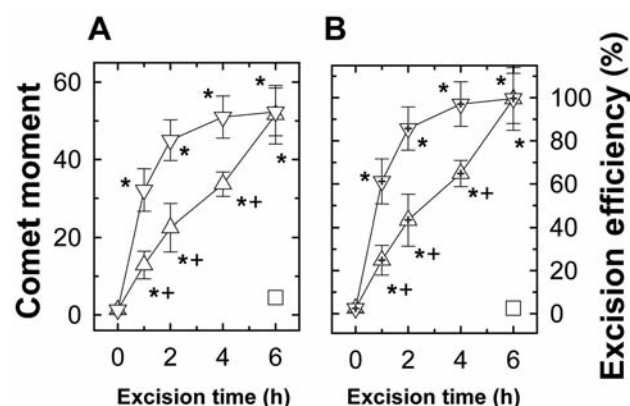 A
B
Comet moment
60
40
20
0
* * * *
* *+ *+ *+
0 2 4 6
Excision time (h)
* * * *
* *+ *+ *+
0 2 4 6
Excision time (h)
100
80
60
40
20
0
Excision efficiency (%)